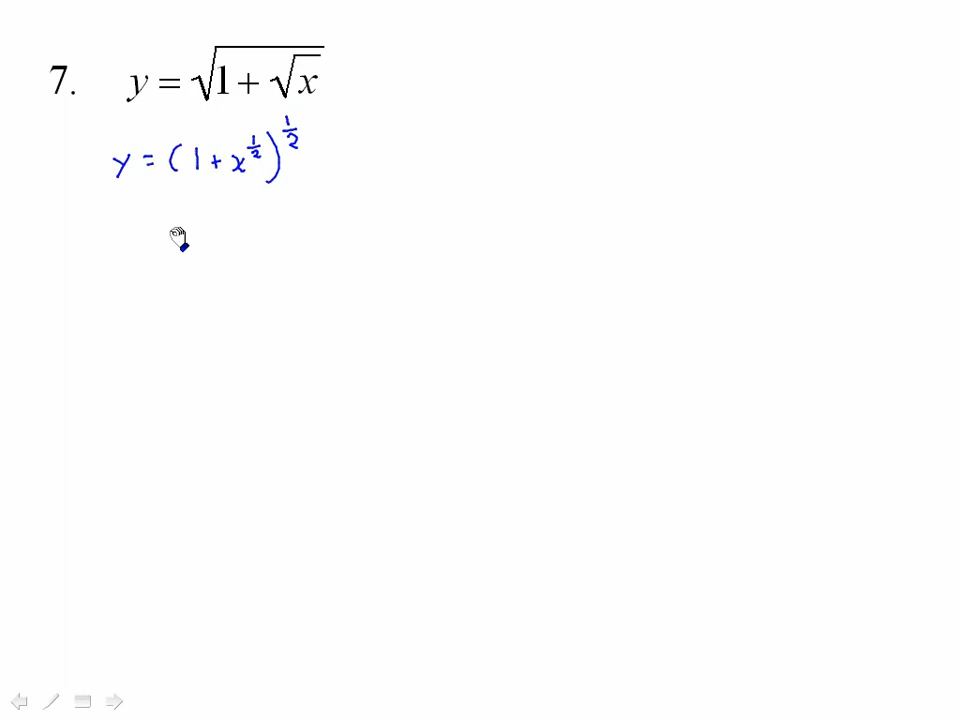 7. y = √(1 + √x)
y = (1 + x^(1/2))^(1/2)